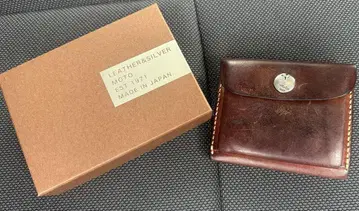 LEATHER&SILVER
MOTO
EST.1971
MADE IN JAPAN